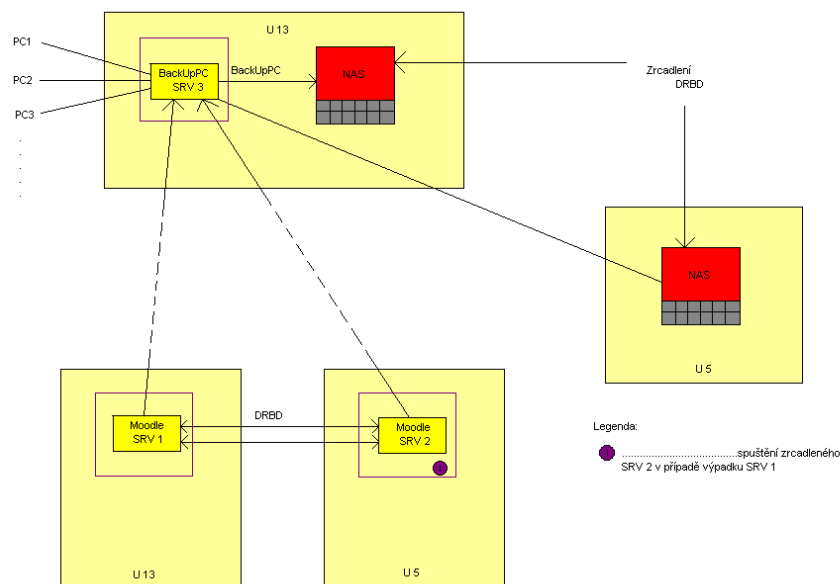 U 13
PC1
PC2
PC3
BackUpPC
SRV 3
BackUpPC
NAS
Zrcadlení
DRBD
NAS
U 5
Moodle
SRV 1
DRBD
Moodle
SRV 2
U 13
U 5
Legenda:
.......................................spuštění zrcadleného
SRV 2 v případě výpadku SRV 1